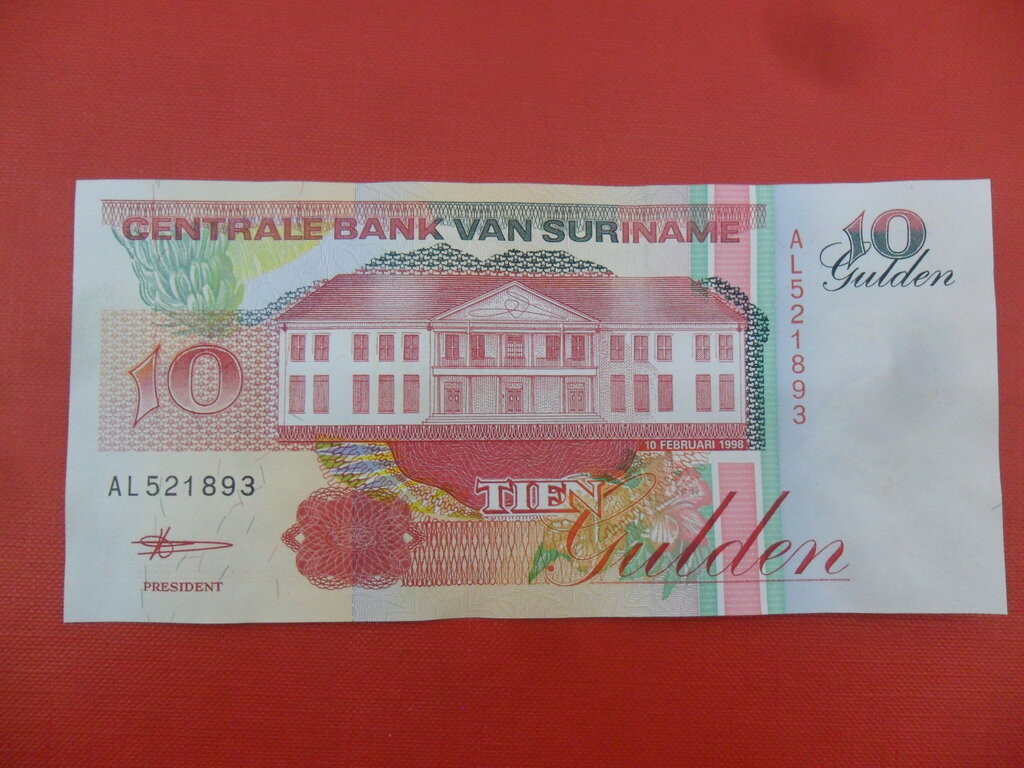 CENTRALE BANK VAN SURINAME
10
Gulden
AL521893
10
10 FEBRUARI 1998
AL521893
TIEN
Gulden
PRESIDENT